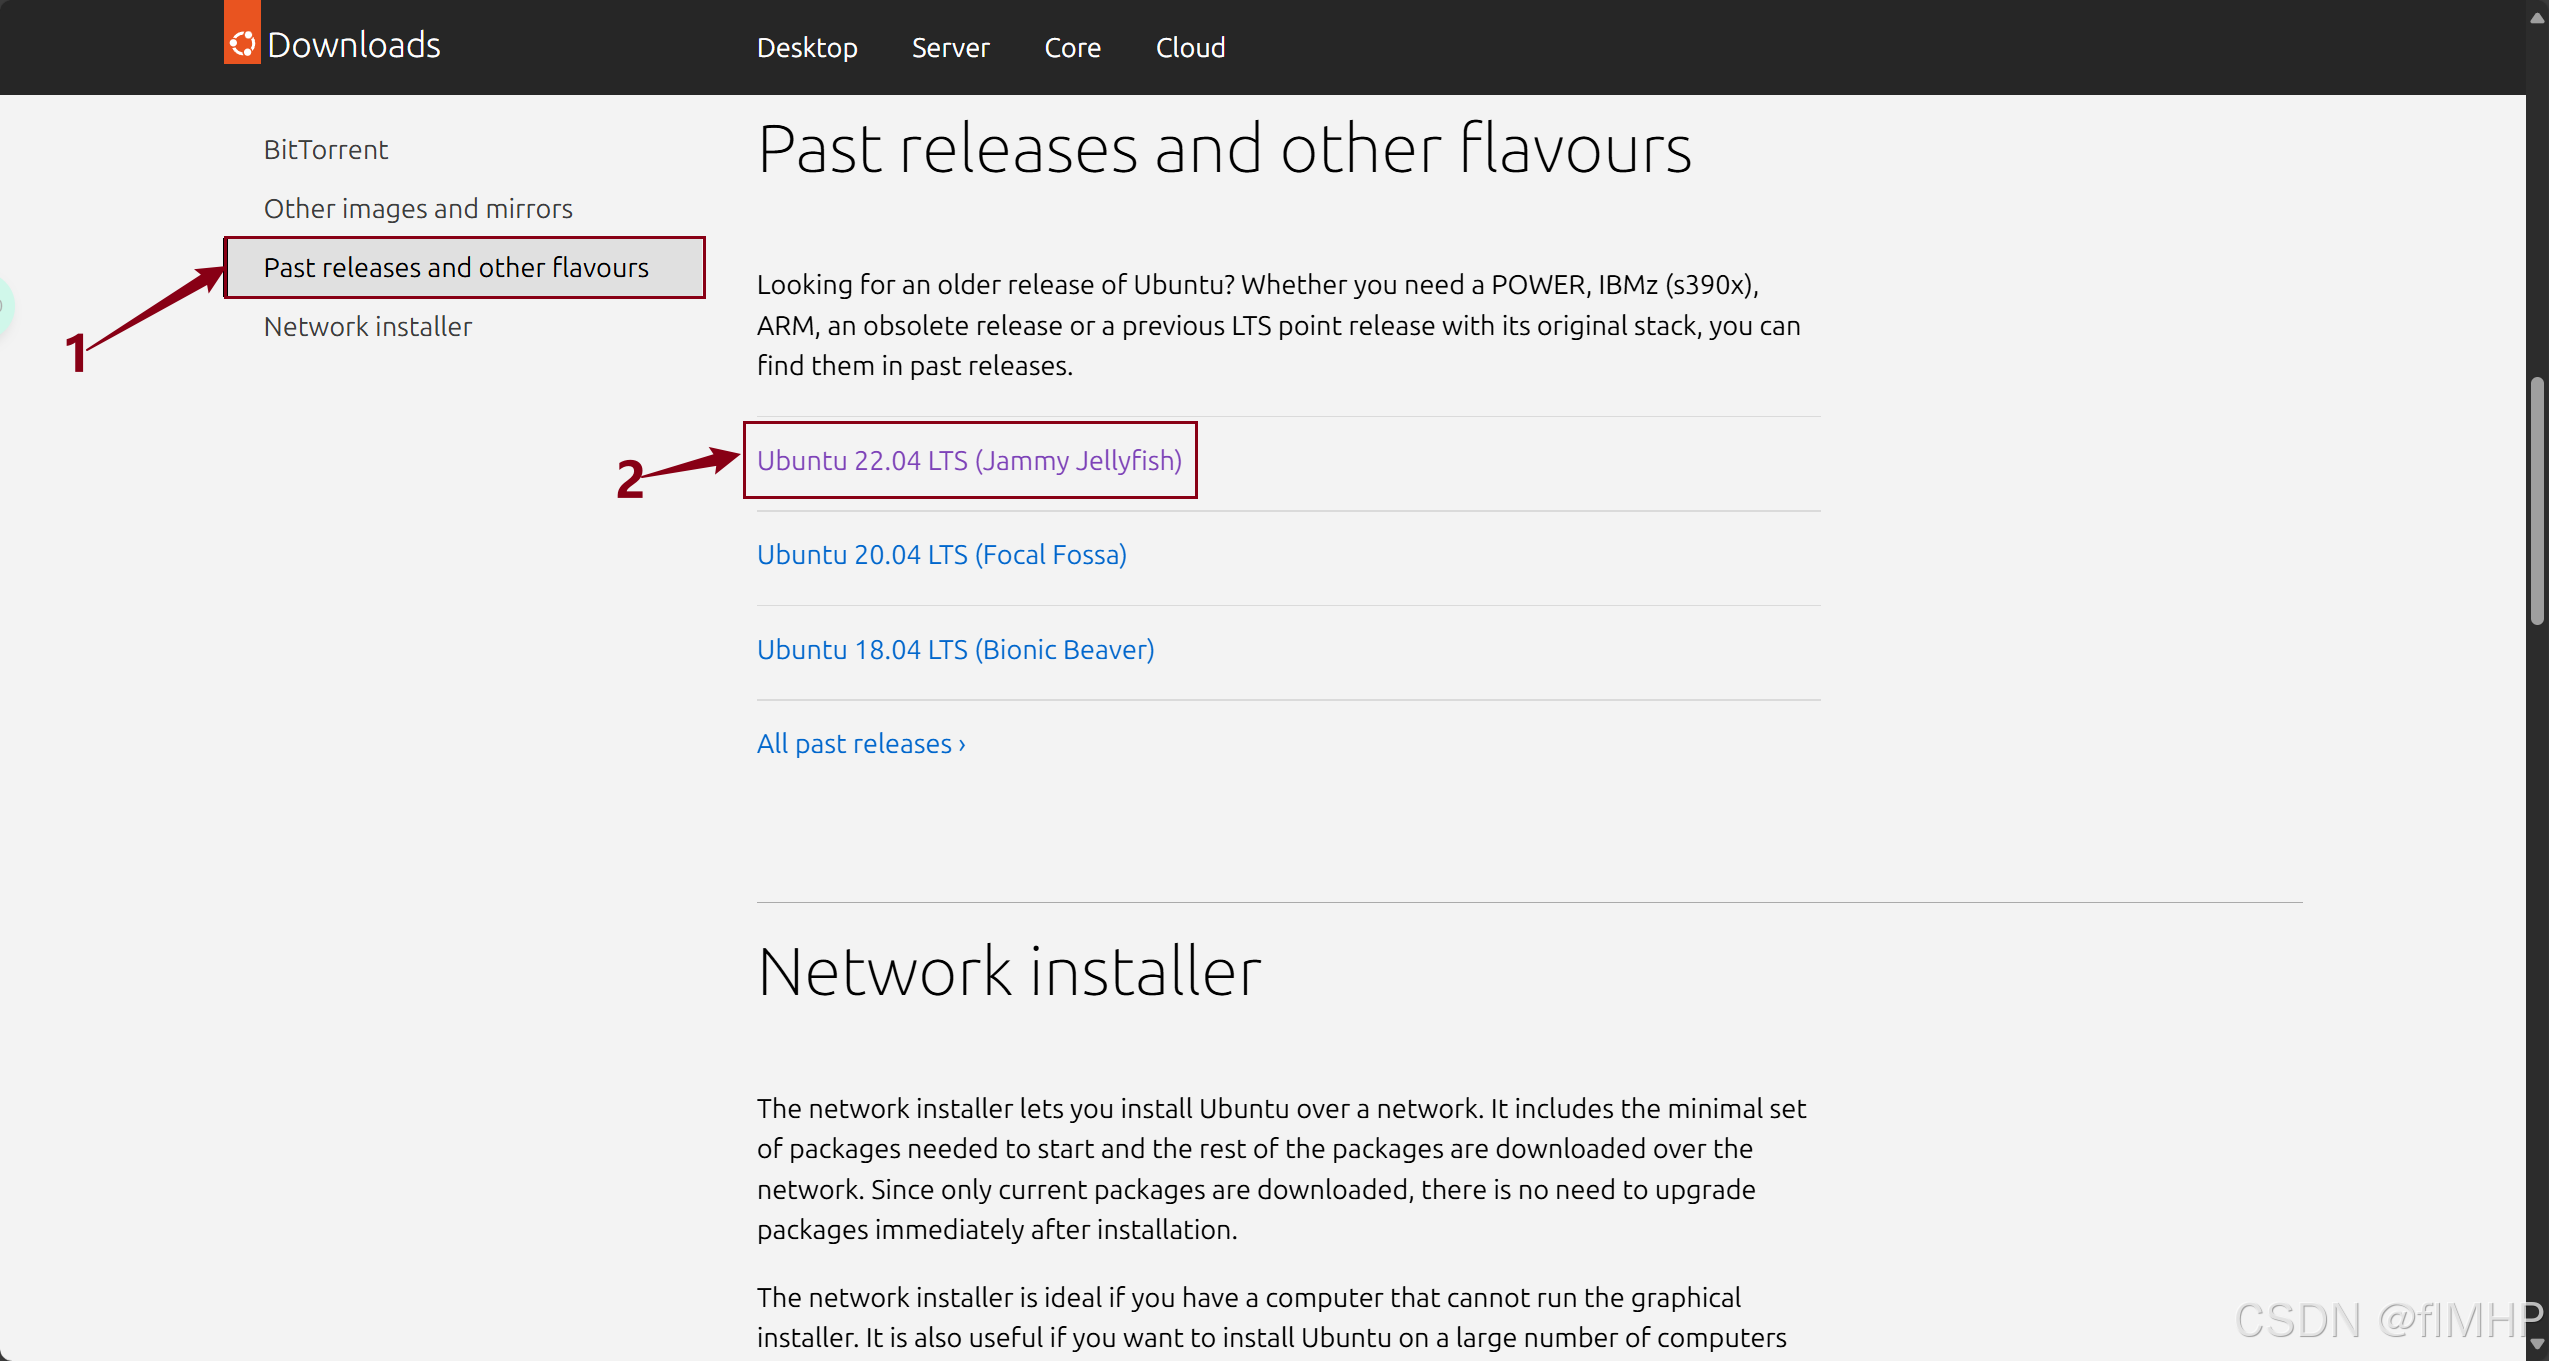 Downloads
Desktop Server Core Cloud
BitTorrent
Other images and mirrors
Past releases and other flavours
Network installer
1
Past releases and other flavours
Looking for an older release of Ubuntu? Whether you need a POWER, IBMz (s390x),
ARM, an obsolete release or a previous LTS point release with its original stack, you can
find them in past releases.
2
Ubuntu 22.04 LTS (Jammy Jellyfish)
Ubuntu 20.04 LTS (Focal Fossa)
Ubuntu 18.04 LTS (Bionic Beaver)
All past releases ›
Network installer
The network installer lets you install Ubuntu over a network. It includes the minimal set
of packages needed to start and the rest of the packages are downloaded over the
network. Since only current packages are downloaded, there is no need to upgrade
packages immediately after installation.
The network installer is ideal if you have a computer that cannot run the graphical
installer. It is also useful if you want to install Ubuntu on a large number of computers
CSDN @flMHP